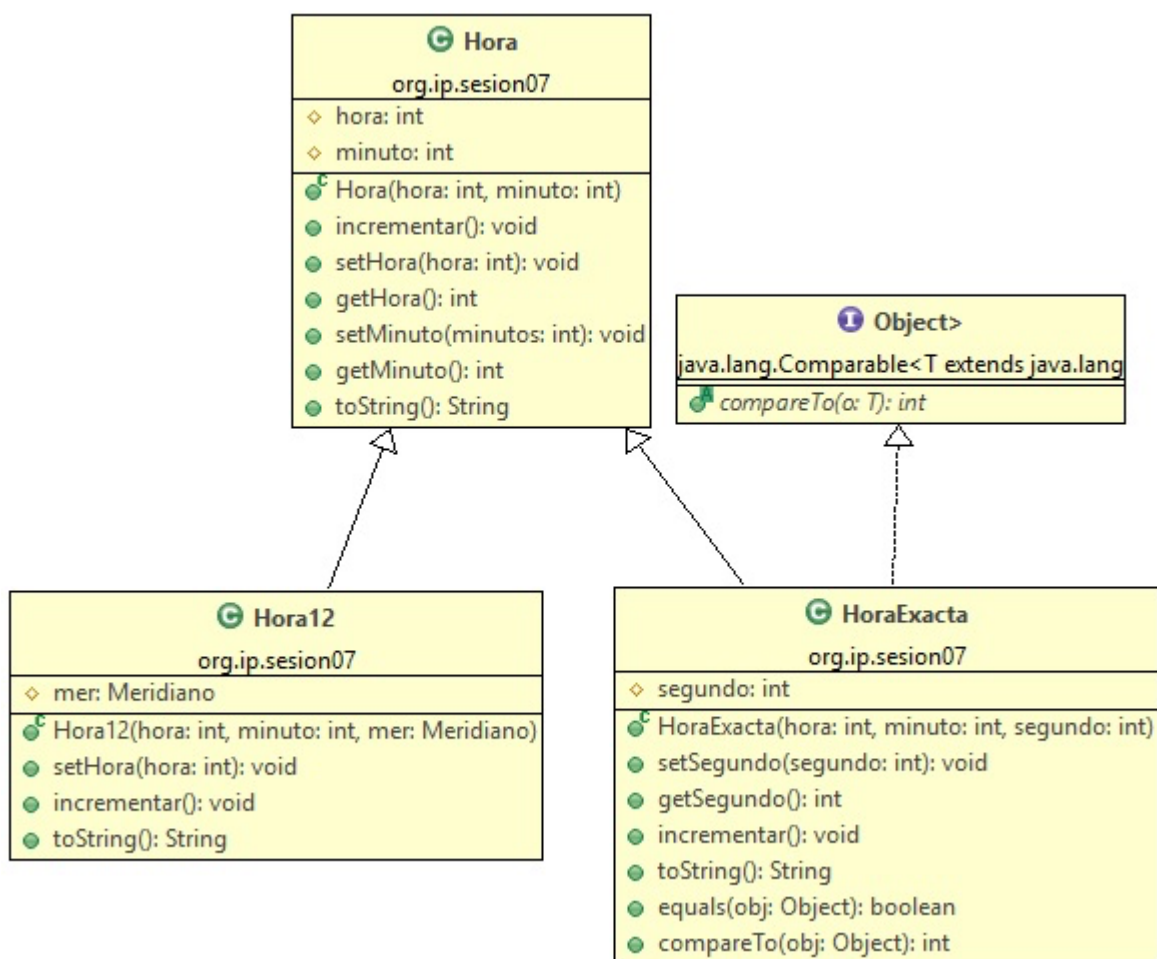 Hora
org.ip.sesion07
hora: int
minuto: int
Hora(hora: int, minuto: int)
incrementar(): void
setHora(hora: int): void
getHora(): int
setMinuto(minutos: int): void
getMinuto(): int
toString(): String
Object>
java.lang.Comparable<T extends java.lang
compareTo(o: T): int
Hora12
org.ip.sesion07
mer: Meridiano
Hora12(hora: int, minuto: int, mer: Meridiano)
setHora(hora: int): void
incrementar(): void
toString(): String
HoraExacta
org.ip.sesion07
segundo: int
HoraExacta(hora: int, minuto: int, segundo: int)
setSegundo(segundo: int): void
getSegundo(): int
incrementar(): void
toString(): String
equals(obj: Object): boolean
compareTo(obj: Object): int